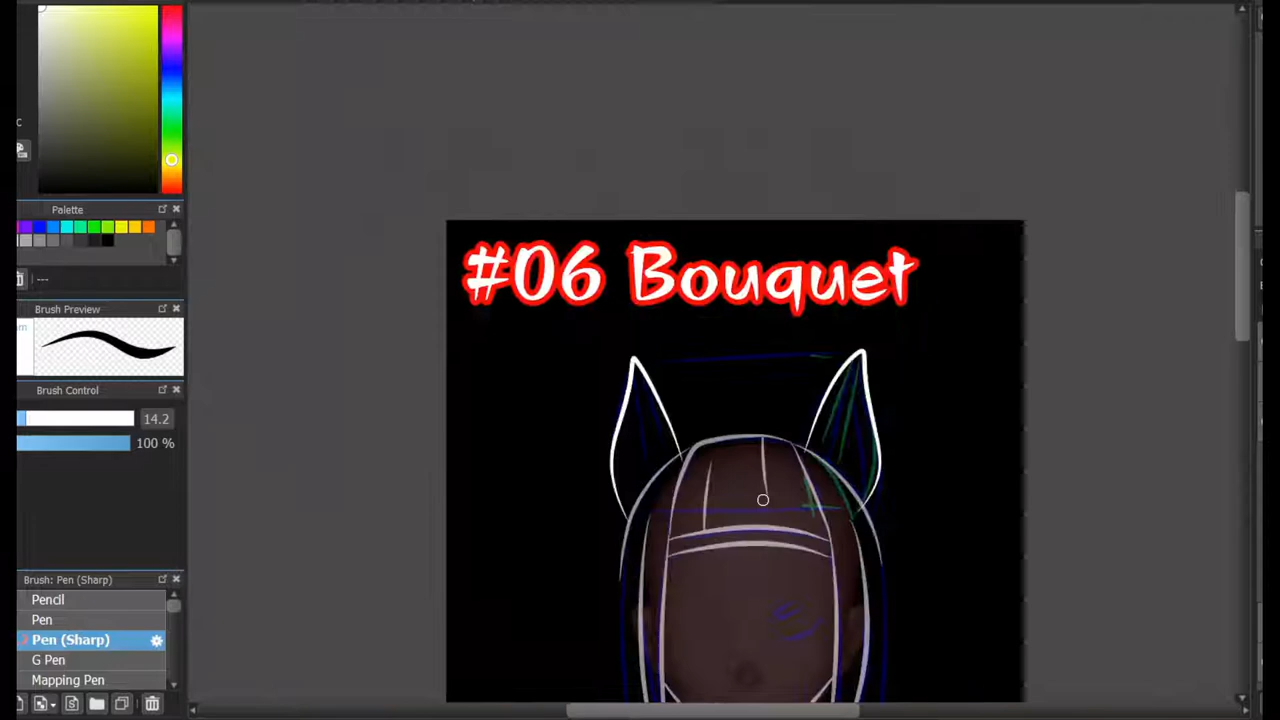 C
Palette
---
Brush Preview
om
Brush Control
14.2
100 %
Brush: Pen (Sharp)
Pencil
Pen
Pen (Sharp)
G Pen
Mapping Pen
#06 Bouquet